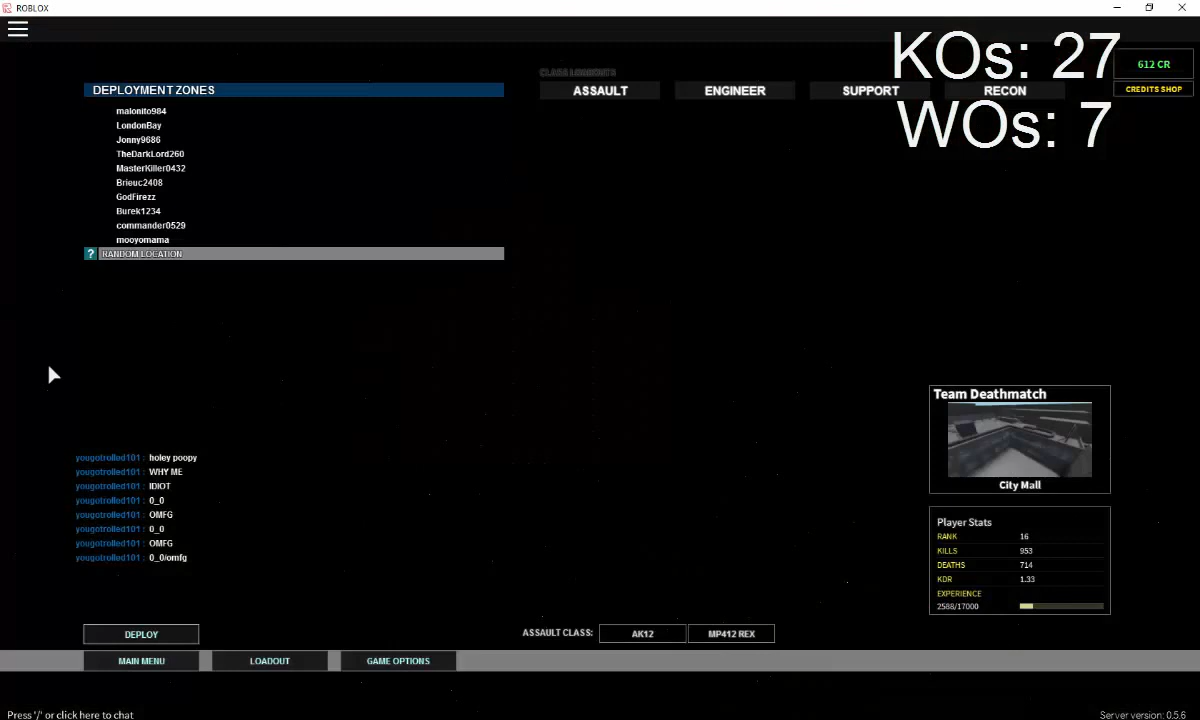 ROBLOX
KOs: 27
612 CR
CREDITS SHOP
WOs: 7
DEPLOYMENT ZONES
CLASS LOADOUTS
ASSAULT
ENGINEER
SUPPORT
RECON
malonito984
LondonBay
Jonny9686
TheDarkLord260
MasterKiller0432
Brieuc2408
GodFirezz
Burek1234
commander0529
mooyomama
? RANDOM LOCATION
Team Deathmatch
City Mall
yougotrolled101 : holey poopy
yougotrolled101 : WHY ME
yougotrolled101 : IDIOT
yougotrolled101 : 0_0
yougotrolled101 : OMFG
yougotrolled101 : 0_0
yougotrolled101 : OMFG
yougotrolled101 : 0_0/omfg
Player Stats
RANK 16
KILLS 953
DEATHS 714
KDR 1.33
EXPERIENCE
2588/17000
DEPLOY
ASSAULT CLASS: AK12 MP412 REX
MAIN MENU
LOADOUT
GAME OPTIONS
Press '/' or click here to chat
Server version: 0.5.6